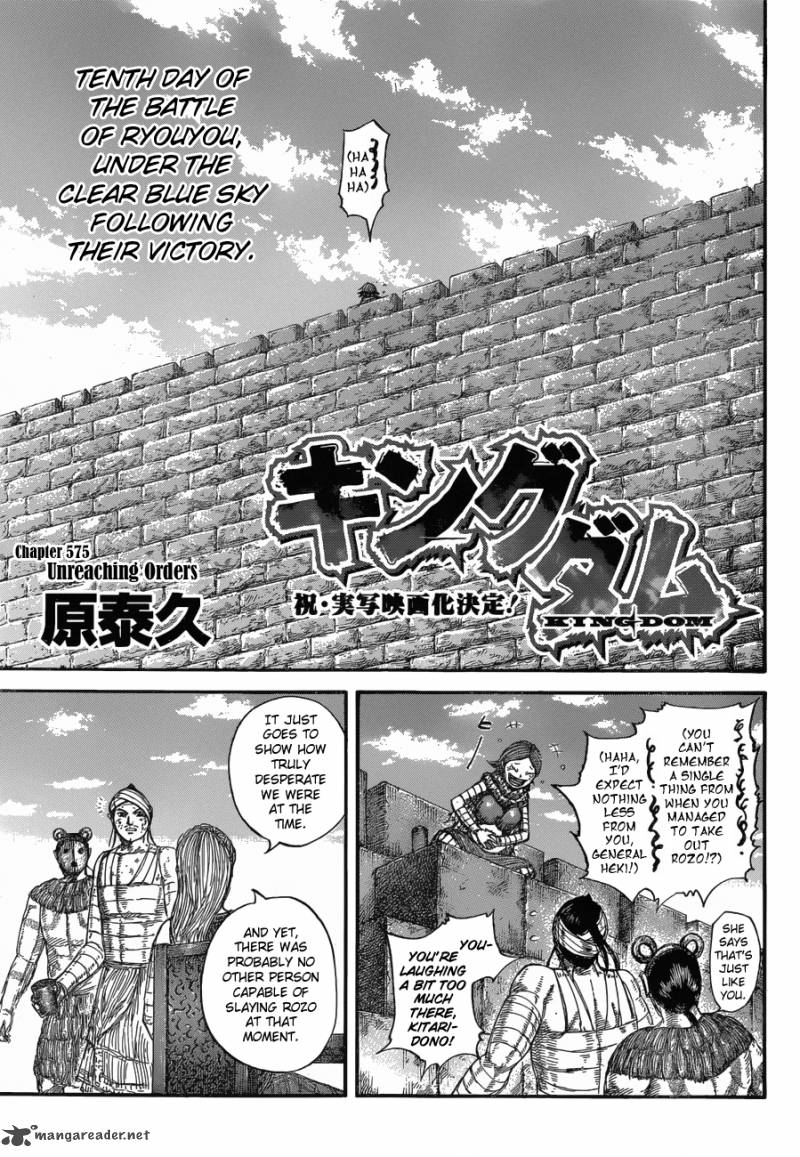 TENTH DAY OF
THE BATTLE
OF RYOUYOU,
UNDER THE
CLEAR BLUE SKY
FOLLOWING
THEIR VICTORY.
(HA
HA
HA)
キングダム
KINGDOM
祝・実写映画化決定!
Chapter 575
Unreaching Orders
原泰久
(YOU
CAN'T
REMEMBER
A SINGLE
THING FROM
WHEN YOU
MANAGED
TO TAKE
OUT
ROZO!?)
(HAHA,
I'D
EXPECT
NOTHING
LESS
FROM
YOU,
GENERAL
HEKI!)
SHE
SAYS
THAT'S
JUST
LIKE
YOU.
YOU-
YOU'RE
LAUGHING
A BIT TOO
MUCH
THERE,
KITARI-
DONO!
IT JUST
GOES TO
SHOW HOW
TRULY
DESPERATE
WE WERE
AT THE
TIME.
AND YET,
THERE WAS
PROBABLY NO
OTHER PERSON
CAPABLE OF
SLAYING ROZO
AT THAT
MOMENT.
mangareader.net